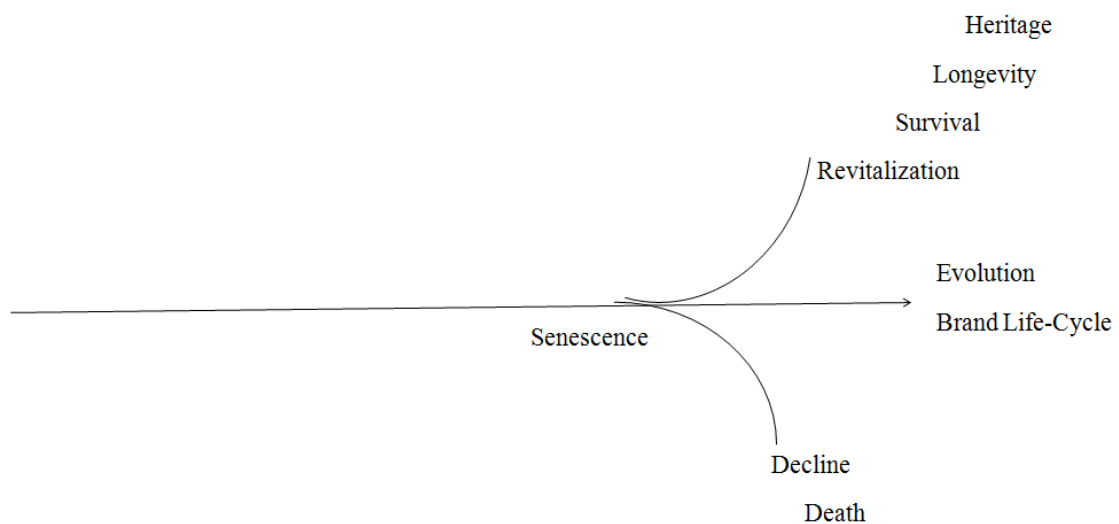 Heritage
Longevity
Survival
Revitalization
Evolution
Brand Life-Cycle
Senescence
Decline
Death